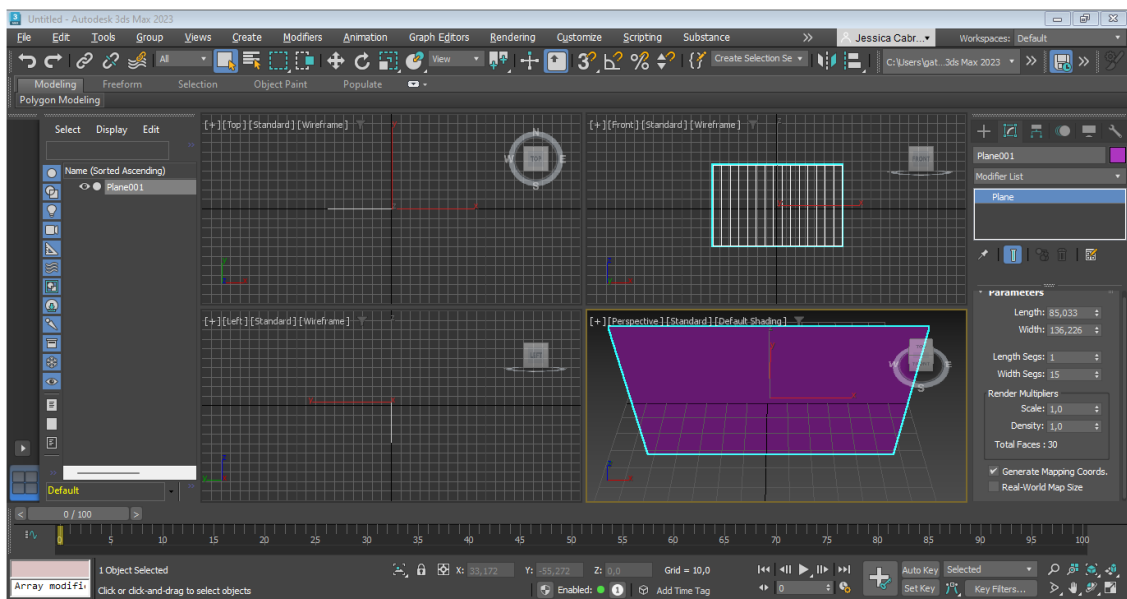 Untitled - Autodesk 3ds Max 2023
File Edit Tools Group Views Create Modifiers Animation Graph Editors Rendering Customize Scripting Substance Jessica Cabr... Workspaces: Default
All View Create Selection Se C:\Users\gat...3ds Max 2023
Modeling Freeform Selection Object Paint Populate
Polygon Modeling
Select Display Edit
Name (Sorted Ascending)
Plane001
Default
[+][Top][Standard][Wireframe]
N
W TOP E
S
[+][Front][Standard][Wireframe]
FRONT
[+][Left][Standard][Wireframe]
LEFT
[+][Perspective][Standard][Default Shading]
W E
S
Plane001
Modifier List
Plane
Parameters
Length: 85,033
Width: 136,226
Length Segs: 1
Width Segs: 15
Render Multipliers
Scale: 1,0
Density: 1,0
Total Faces : 30
Generate Mapping Coords.
Real-World Map Size
< 0 / 100 >
0 5 10 15 20 25 30 35 40 45 50 55 60 65 70 75 80 85 90 95 100
1 Object Selected X: 33,172 Y: -55,272 Z: 0,0 Grid = 10,0 Auto Key Selected
Array modifi Click or click-and-drag to select objects Enabled: 1 Add Time Tag 0 Set Key Key Filters...